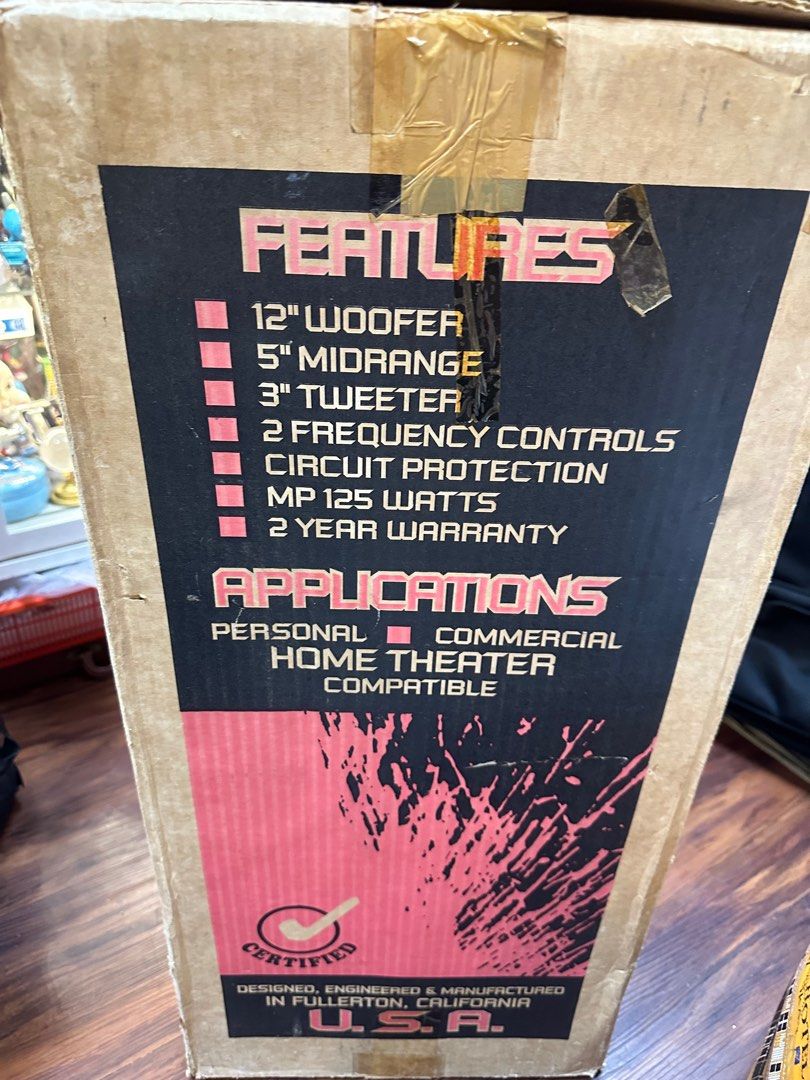 FEATURES
12" WOOFER
5" MIDRANGE
3" TWEETER
2 FREQUENCY CONTROLS
CIRCUIT PROTECTION
MP 125 WATTS
2 YEAR WARRANTY
APPLICATIONS
PERSONAL COMMERCIAL
HOME THEATER
COMPATIBLE
CERTIFIED
DESIGNED, ENGINEERED & MANUFACTURED
IN FULLERTON, CALIFORNIA
U.S.A.